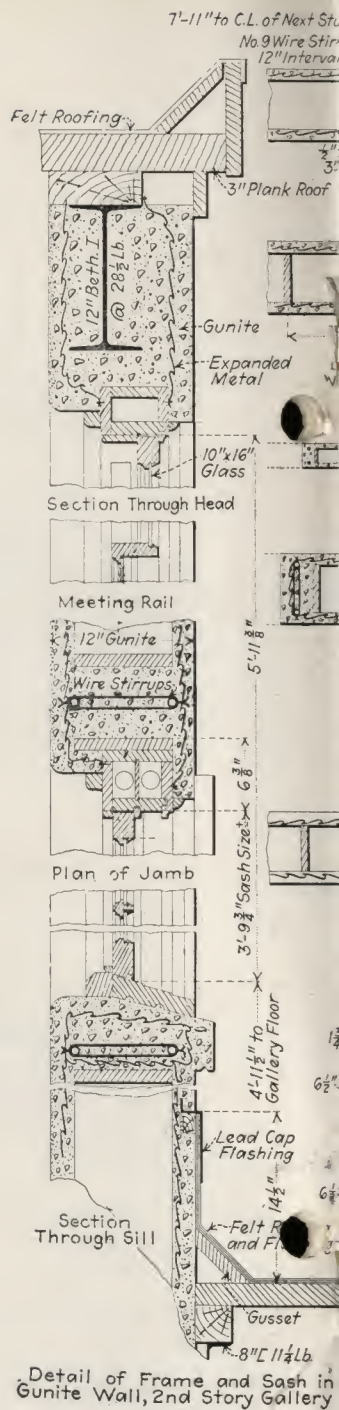 7'-11" to C.L. of Next
No.9 Wire
12"
Felt Roofing
3" Plank Roof
12" Beth. I
@ 28½ Lb.
Gunite
Expanded
Metal
10"x16"
Glass
Section Through Head
Meeting Rail
5'-11⅝"
12" Gunite
Wire Stirrups
6⅜"
Plan of Jamb
3'-9¾" Sash Size
4'-11½" to
Gallery Floor
Lead Cap
Flashing
14½"
Section
Through Sill
Felt
and
Gusset
8"[ 11¼ Lb.
Detail of Frame and Sash in
Gunite Wall, 2nd Story Gallery